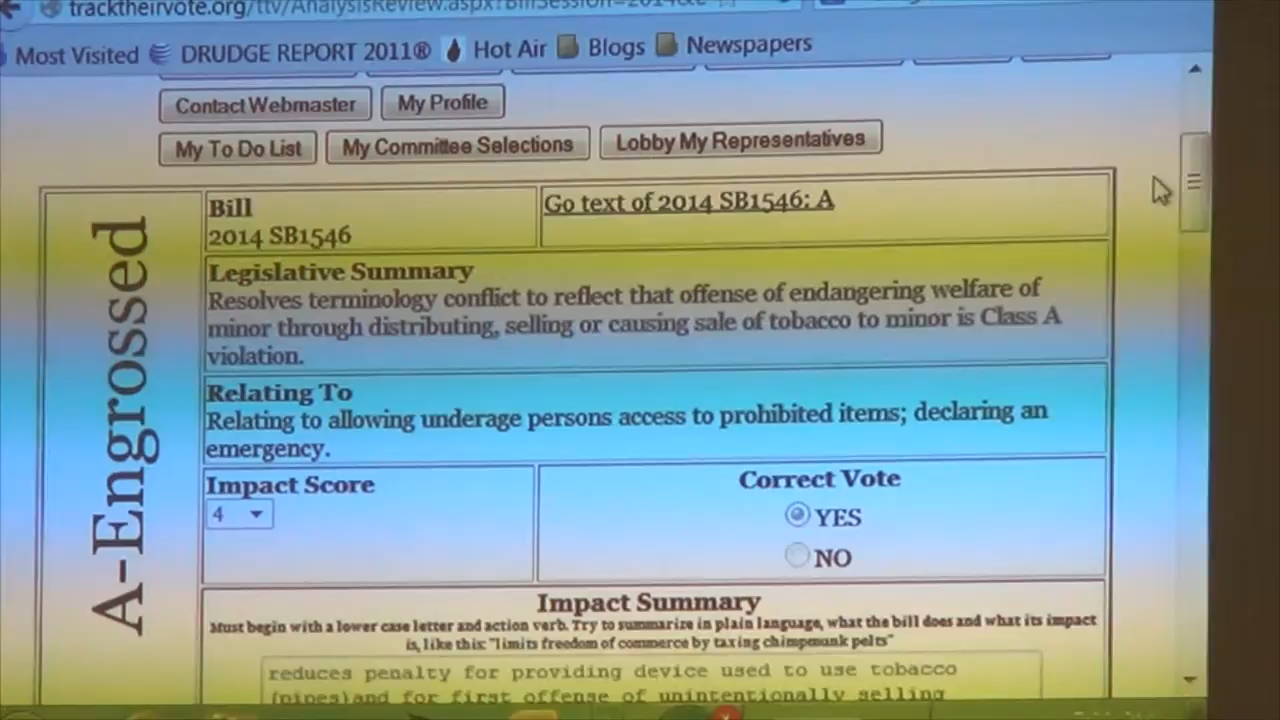 tracktheirvote.org/ttv/AnalysisReview.aspx?BillSession=2014
Most Visited DRUDGE REPORT 2011® Hot Air Blogs Newspapers
Contact Webmaster My Profile
My To Do List My Committee Selections Lobby My Representatives
A-Engrossed
Bill
2014 SB1546
Go text of 2014 SB1546: A
Legislative Summary
Resolves terminology conflict to reflect that offense of endangering welfare of
minor through distributing, selling or causing sale of tobacco to minor is Class A
violation.
Relating To
Relating to allowing underage persons access to prohibited items; declaring an
emergency.
Impact Score
4
Correct Vote
YES
NO
Impact Summary
Must begin with a lower case letter and action verb. Try to summarize in plain language, what the bill does and what its impact
is, like this: "limits freedom of commerce by taxing chimpmunk pelts"
reduces penalty for providing device used to use tobacco
(pipes)and for first offense of unintentionally selling